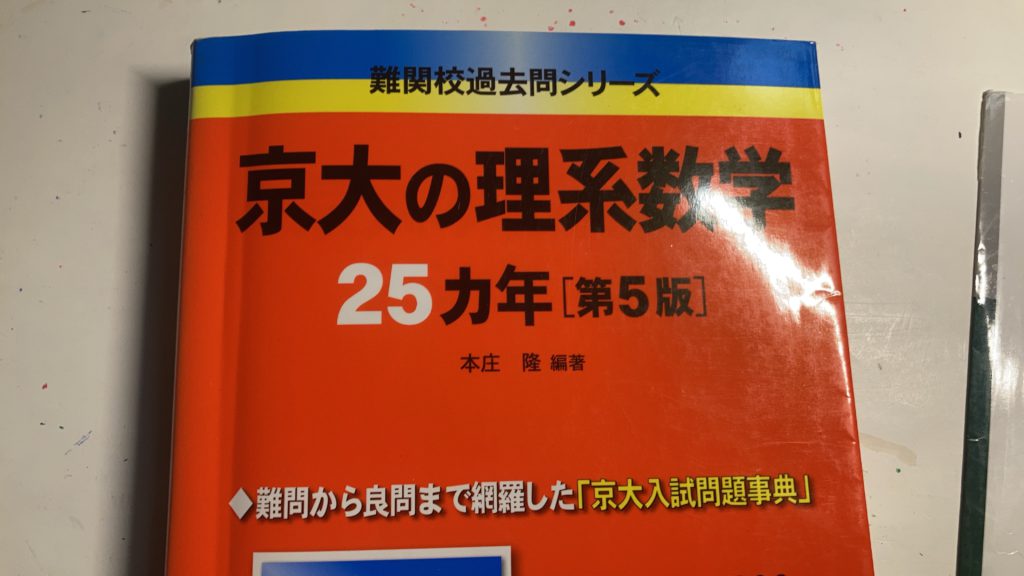 難関校過去問シリーズ
京大の理系数学
25カ年[第5版]
本庄 隆 編著
◆難問から良問まで網羅した「京大入試問題事典」